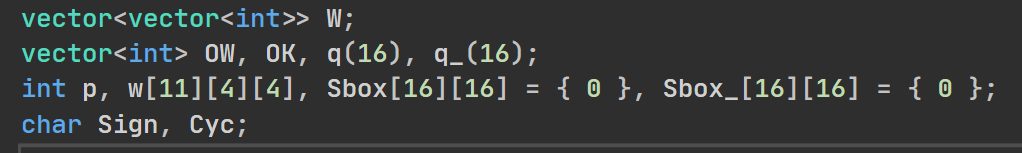 vector<vector<int>> W;
vector<int> OW, OK, q(16), q_(16);
int p, w[11][4][4], Sbox[16][16] = { 0 }, Sbox_[16][16] = { 0 };
char Sign, Cyc;